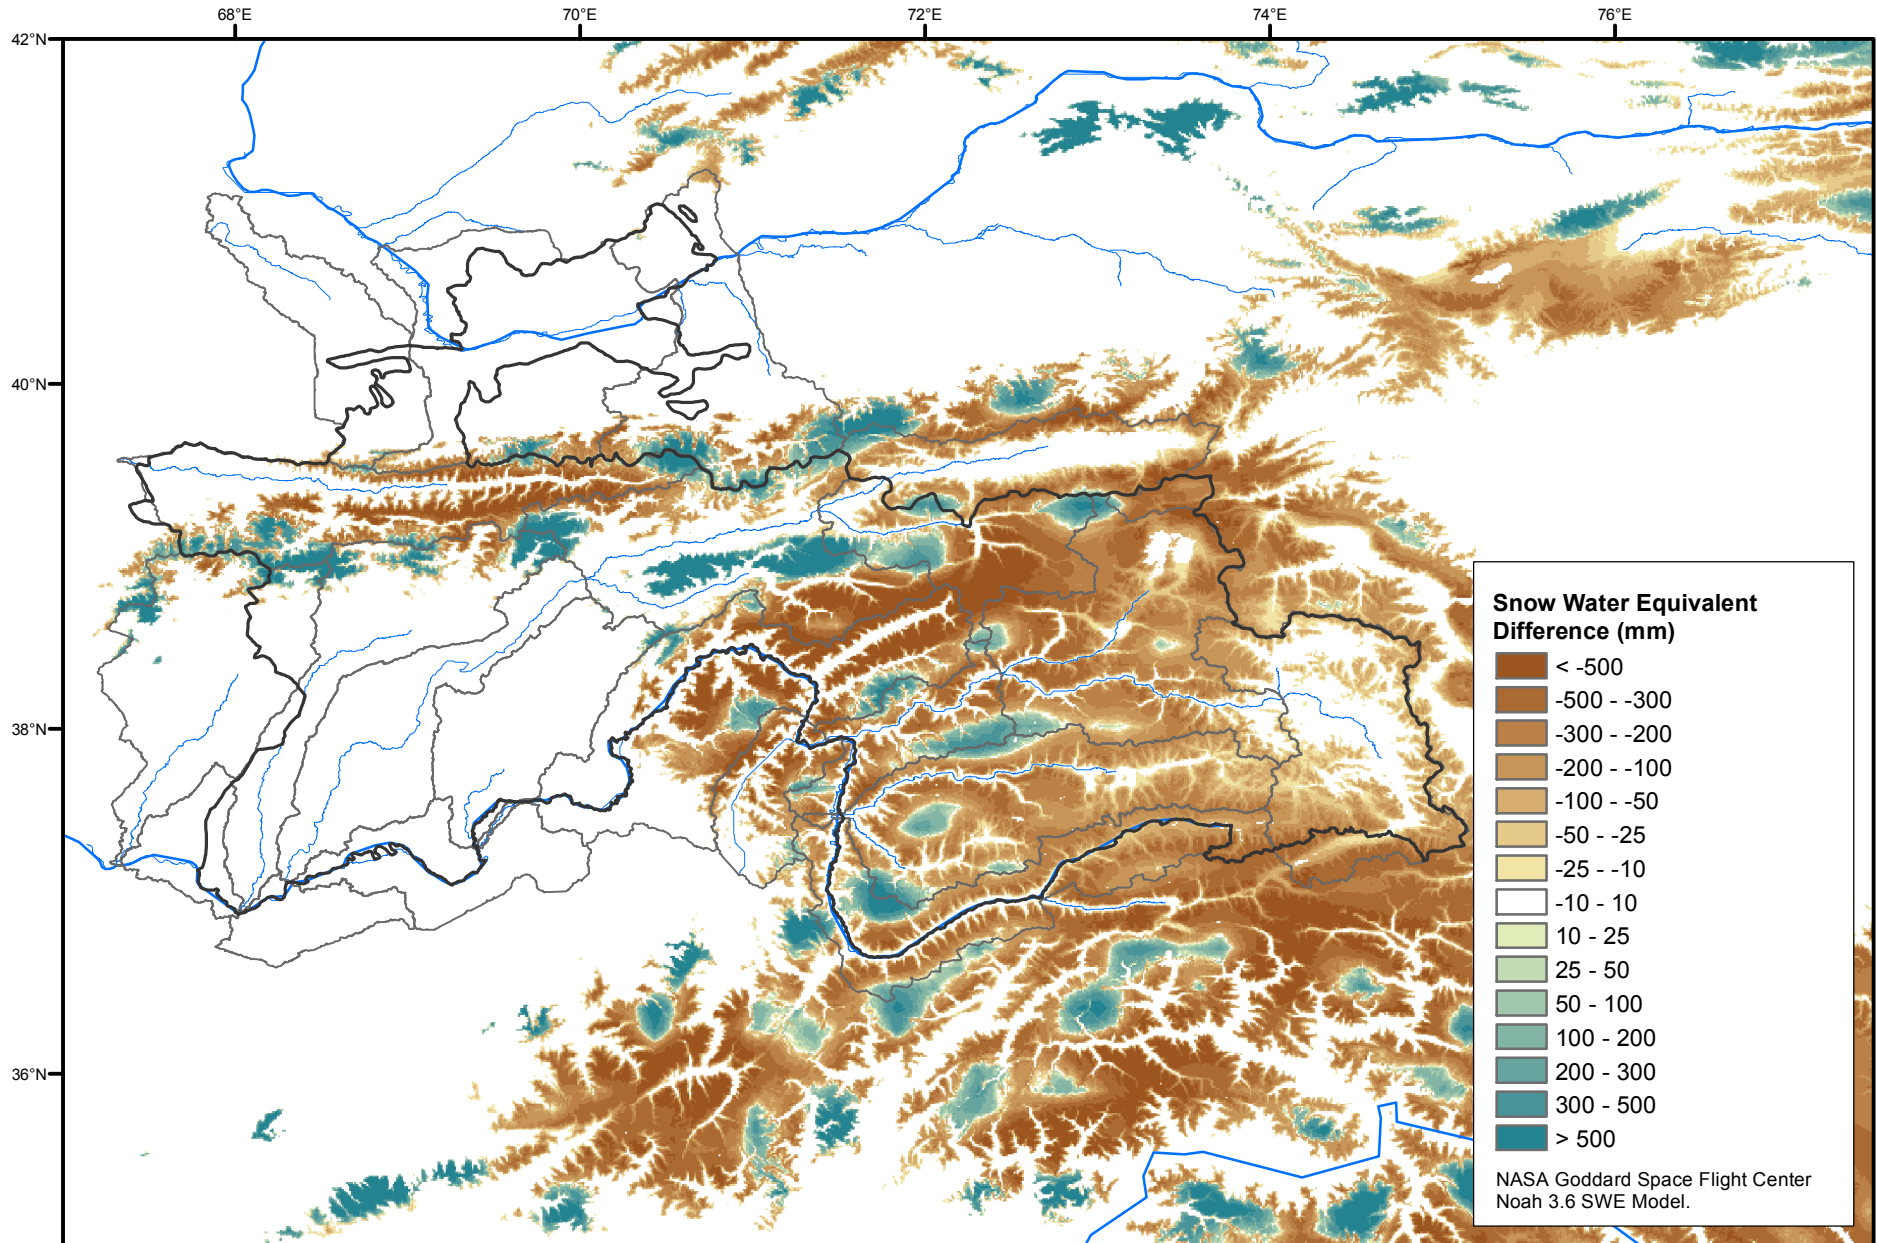 68°E
70°E
72°E
74°E
76°E
42°N
40°N
38°N
36°N
Snow Water Equivalent
Difference (mm)
< -500
-500 - -300
-300 - -200
-200 - -100
-100 - -50
-50 - -25
-25 - -10
-10 - 10
10 - 25
25 - 50
50 - 100
100 - 200
200 - 300
300 - 500
> 500
NASA Goddard Space Flight Center
Noah 3.6 SWE Model.